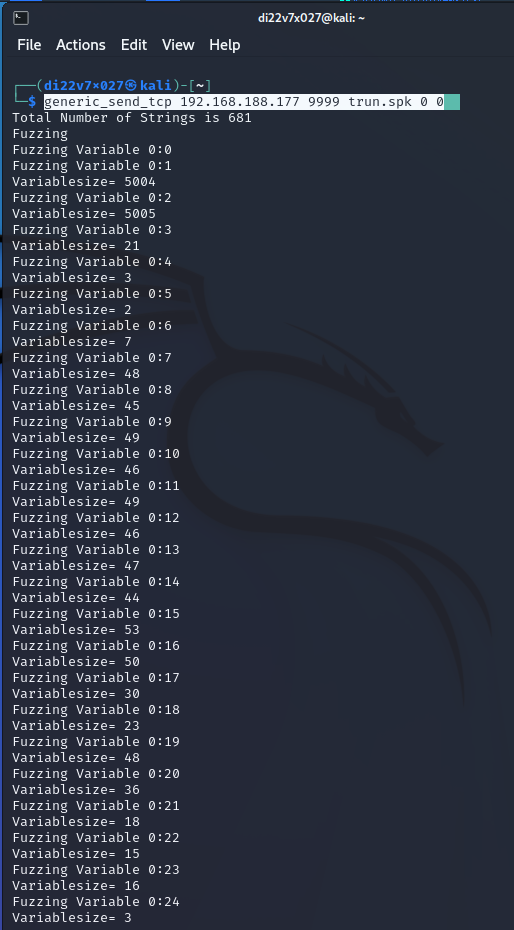 di22v7x027@kali: ~
File Actions Edit View Help
┌──(di22v7×027㉿kali)-[~]
└─$ generic_send_tcp 192.168.188.177 9999 trun.spk 0 0
Total Number of Strings is 681
Fuzzing
Fuzzing Variable 0:0
Fuzzing Variable 0:1
Variablesize= 5004
Fuzzing Variable 0:2
Variablesize= 5005
Fuzzing Variable 0:3
Variablesize= 21
Fuzzing Variable 0:4
Variablesize= 3
Fuzzing Variable 0:5
Variablesize= 2
Fuzzing Variable 0:6
Variablesize= 7
Fuzzing Variable 0:7
Variablesize= 48
Fuzzing Variable 0:8
Variablesize= 45
Fuzzing Variable 0:9
Variablesize= 49
Fuzzing Variable 0:10
Variablesize= 46
Fuzzing Variable 0:11
Variablesize= 49
Fuzzing Variable 0:12
Variablesize= 46
Fuzzing Variable 0:13
Variablesize= 47
Fuzzing Variable 0:14
Variablesize= 44
Fuzzing Variable 0:15
Variablesize= 53
Fuzzing Variable 0:16
Variablesize= 50
Fuzzing Variable 0:17
Variablesize= 30
Fuzzing Variable 0:18
Variablesize= 23
Fuzzing Variable 0:19
Variablesize= 48
Fuzzing Variable 0:20
Variablesize= 36
Fuzzing Variable 0:21
Variablesize= 18
Fuzzing Variable 0:22
Variablesize= 15
Fuzzing Variable 0:23
Variablesize= 16
Fuzzing Variable 0:24
Variablesize= 3